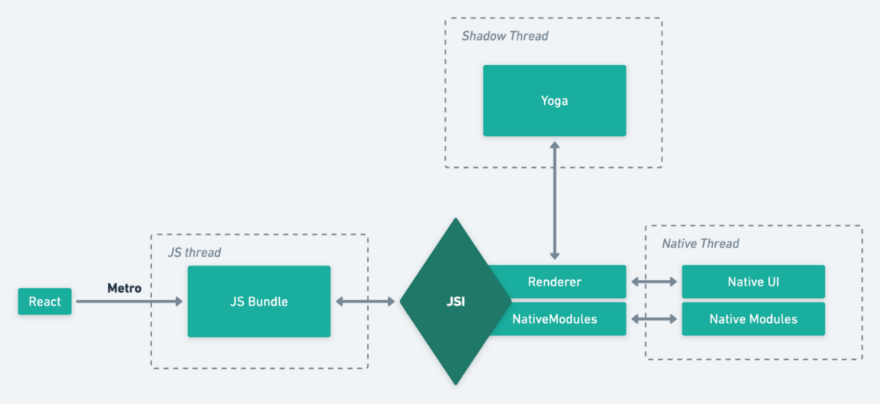 Shadow Thread
Yoga
JS thread
Native Thread
React
Metro
JS Bundle
JSI
Renderer
NativeModules
Native UI
Native Modules